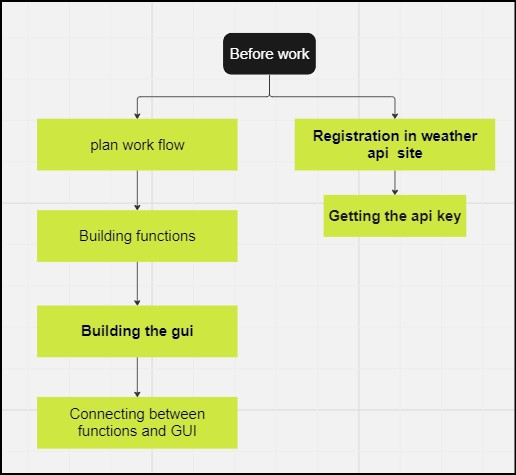 Before work
plan work flow
Building functions
Building the gui
Connecting between
functions and GUI
Registration in weather
api site
Getting the api key